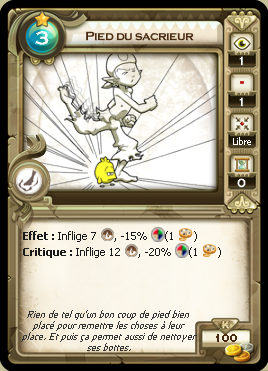 3
PIED DU SACRIEUR
1
1
Libre
0
Effet : Inflige 7 , -15% (1 )
Critique : Inflige 12 , -20% (1 )
Rien de tel qu'un bon coup de pied bien
placé pour remettre les choses à leur
place. Et puis ça permet aussi de nettoyer
ses bottes.
K
100